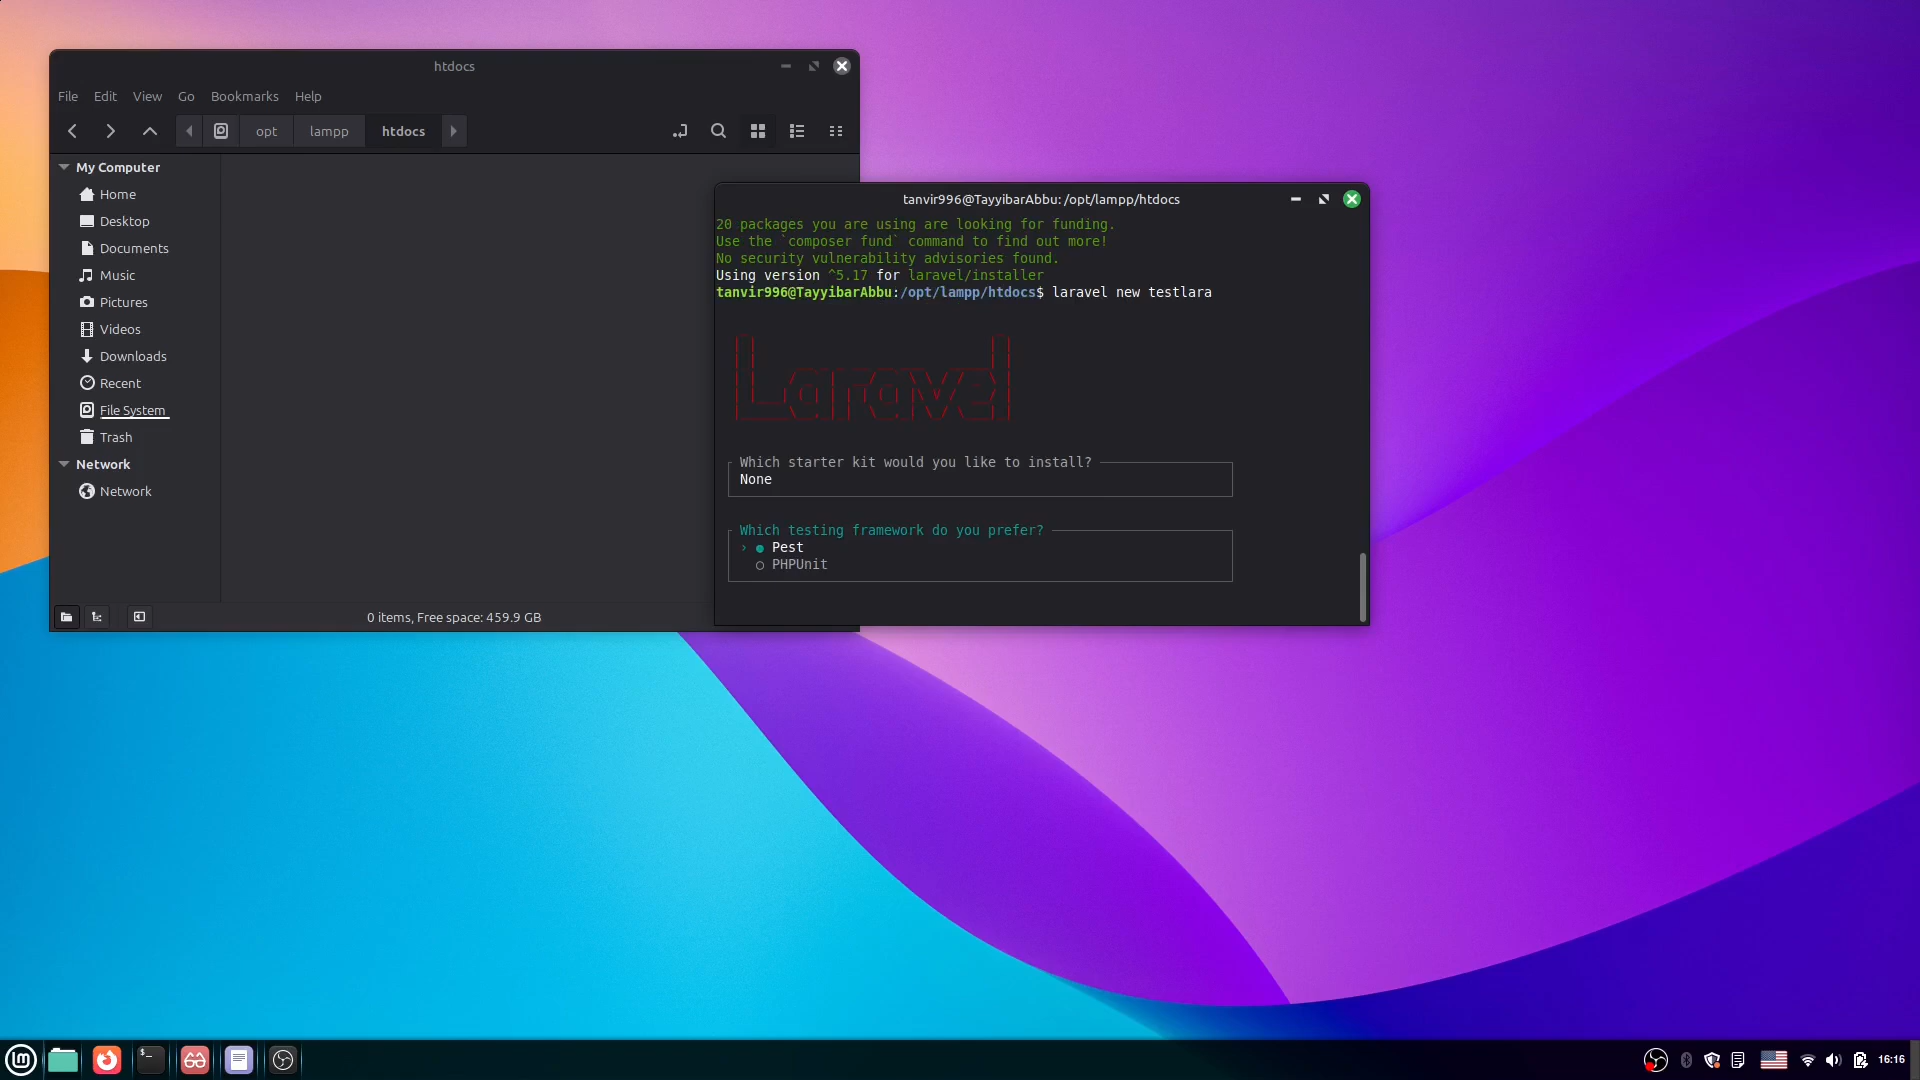 htdocs
File Edit View Go Bookmarks Help
opt lampp htdocs
My Computer
Home
Desktop
Documents
Music
Pictures
Videos
Downloads
Recent
File System
Trash
Network
Network
0 items, Free space: 459.9 GB
tanvir996@TayyibarAbbu: /opt/lampp/htdocs
20 packages you are using are looking for funding.
Use the `composer fund` command to find out more!
No security vulnerability advisories found.
Using version ^5.17 for laravel/installer
tanvir996@TayyibarAbbu:/opt/lampp/htdocs$ laravel new testlara
Laravel
Which starter kit would you like to install?
None
Which testing framework do you prefer?
› ● Pest
○ PHPUnit
16:16